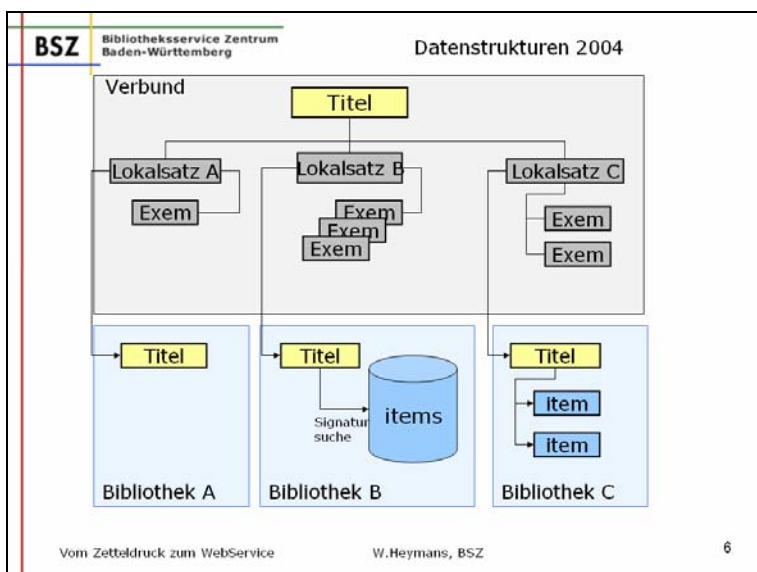 BSZ
Bibliotheksservice Zentrum
Baden-Württemberg
Datenstrukturen 2004
Verbund
Titel
Lokalsatz A
Lokalsatz B
Lokalsatz C
Exem
Exem
Exem
Exem
Exem
Exem
Titel
Titel
Titel
Signatur
suche
items
item
item
Bibliothek A
Bibliothek B
Bibliothek C
Vom Zetteldruck zum WebService
W.Heymans, BSZ
6